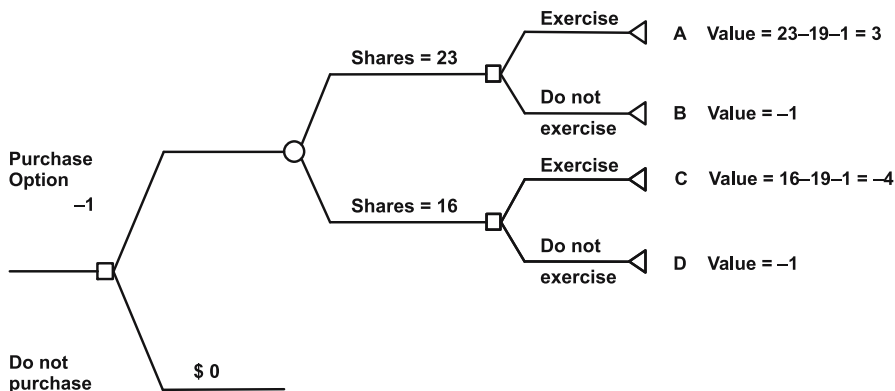 Exercise
A Value = 23–19–1 = 3
Shares = 23
Do not
exercise
B Value = –1
Purchase
Option
–1
Exercise
C Value = 16–19–1 = –4
Shares = 16
Do not
exercise
D Value = –1
Do not
purchase
$ 0